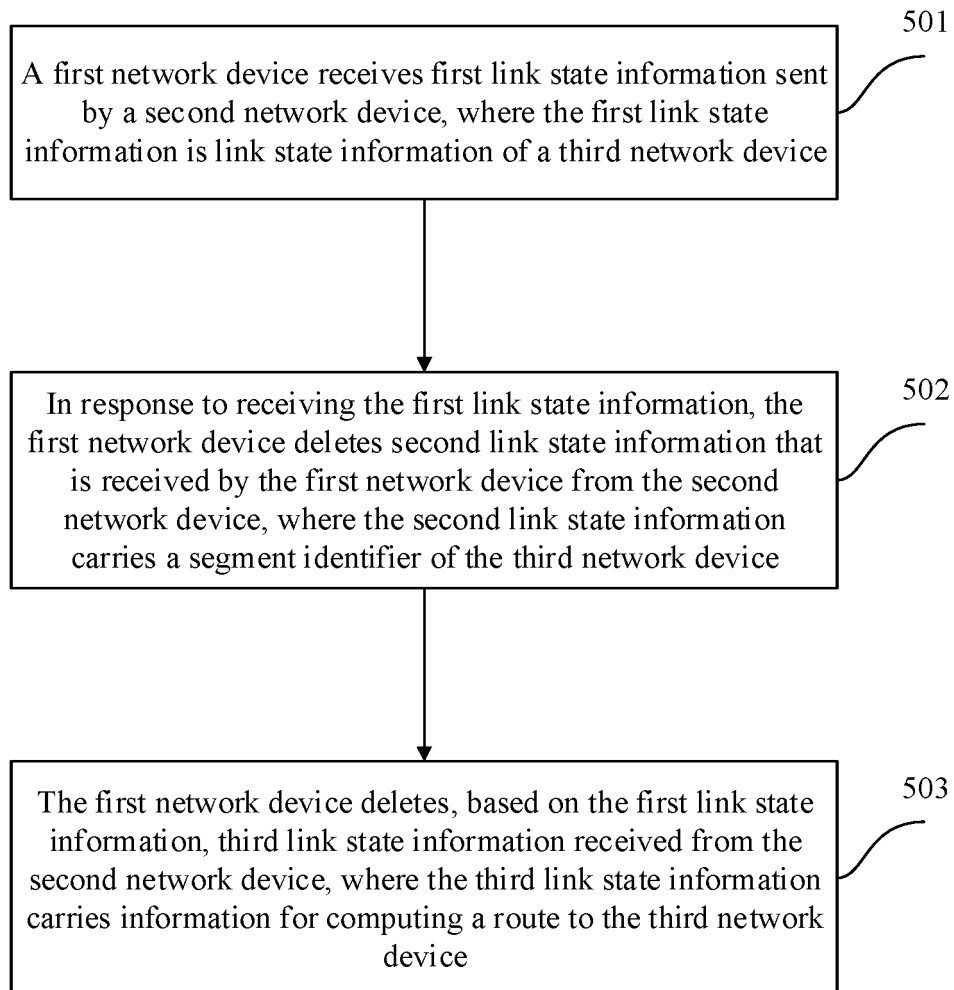 501
A first network device receives first link state information sent
by a second network device, where the first link state
information is link state information of a third network device
502
In response to receiving the first link state information, the
first network device deletes second link state information that
is received by the first network device from the second
network device, where the second link state information
carries a segment identifier of the third network device
503
The first network device deletes, based on the first link state
information, third link state information received from the
second network device, where the third link state information
carries information for computing a route to the third network
device